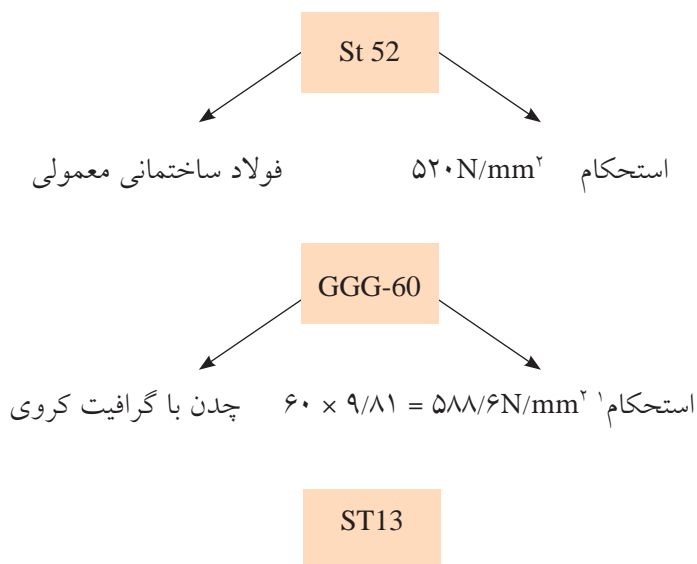 St 52
استحکام ۵۲۰N/mm۲ فولاد ساختمانی معمولی
GGG-60
استحکام۱ ۶۰ × ۹/۸۱ = ۵۸۸/۶N/mm۲ چدن با گرافیت کروی
ST13